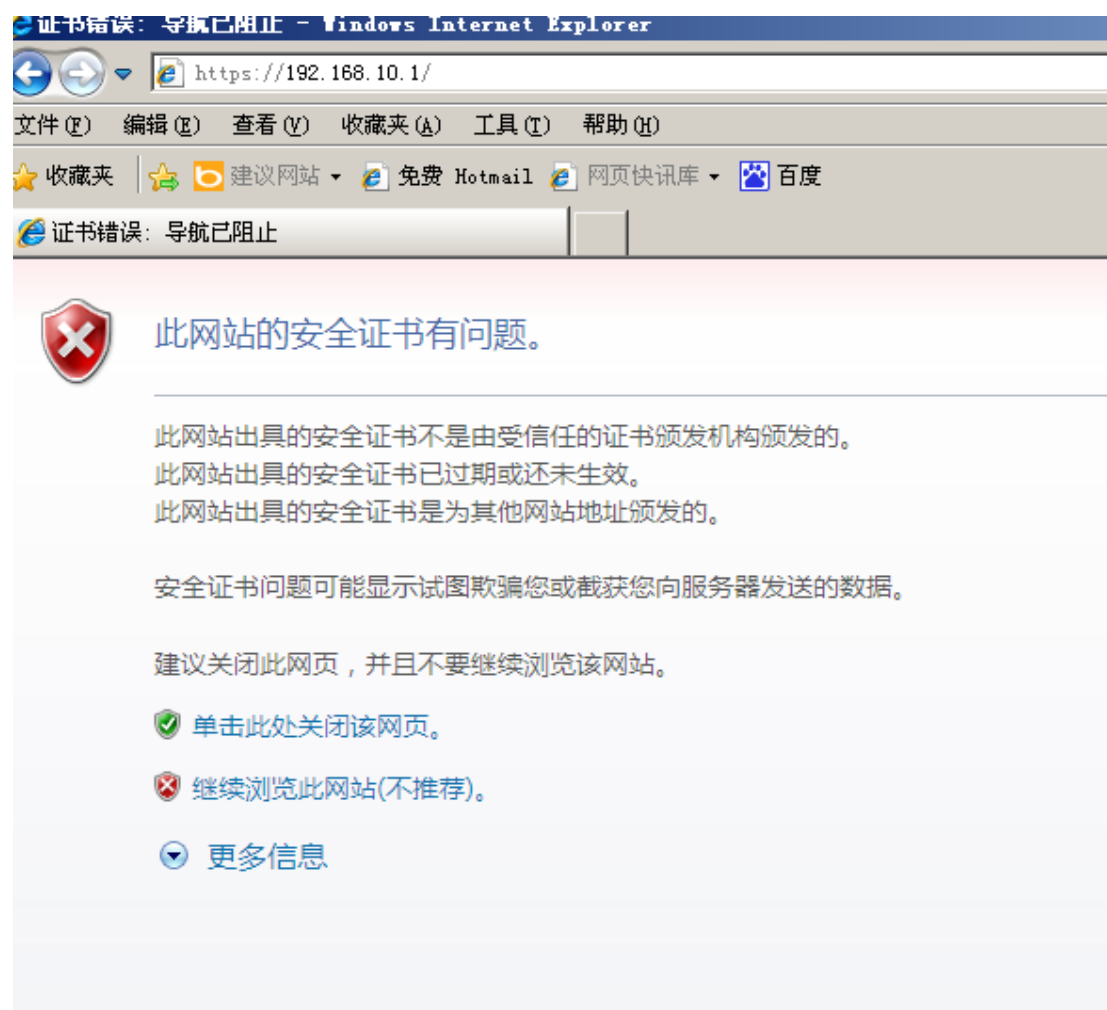 证书错误: 导航已阻止 - Windows Internet Explorer
https://192.168.10.1/
文件(F) 编辑(E) 查看(V) 收藏夹(A) 工具(T) 帮助(H)
收藏夹 建议网站 免费 Hotmail 网页快讯库 百度
证书错误: 导航已阻止
此网站的安全证书有问题。
此网站出具的安全证书不是由受信任的证书颁发机构颁发的。
此网站出具的安全证书已过期或还未生效。
此网站出具的安全证书是为其他网站地址颁发的。
安全证书问题可能显示试图欺骗您或截获您向服务器发送的数据。
建议关闭此网页，并且不要继续浏览该网站。
单击此处关闭该网页。
继续浏览此网站(不推荐)。
更多信息